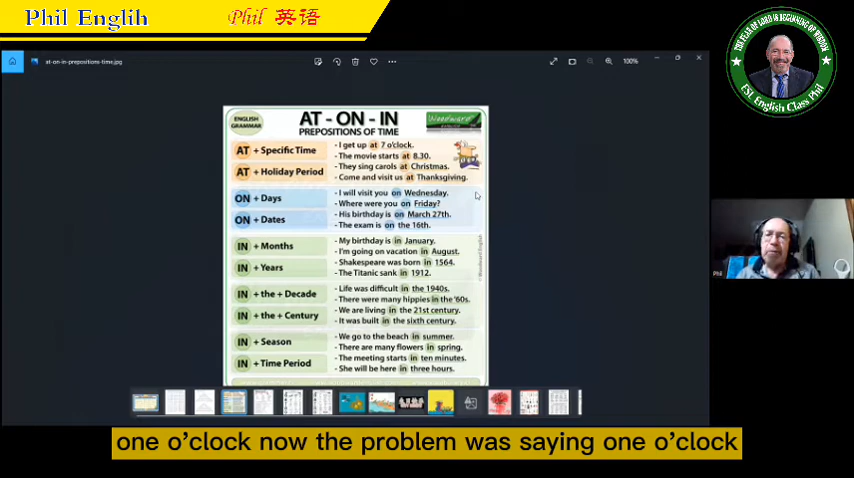 Phil Englih
Phil 英语
THE FEAR OF LORD IS BEGINNING OF WISDOM
ESL English Class Phil
at-on-in-prepositions-time.jpg
100%
ENGLISH
GRAMMAR
AT - ON - IN
PREPOSITIONS OF TIME
Woodward
AT + Specific Time
AT + Holiday Period
- I get up at 7 o'clock.
- The movie starts at 8.30.
- They sing carols at Christmas.
- Come and visit us at Thanksgiving.
ON + Days
ON + Dates
- I will visit you on Wednesday.
- Where were you on Friday?
- His birthday is on March 27th.
- The exam is on the 16th.
IN + Months
IN + Years
- My birthday is in January.
- I'm going on vacation in August.
- Shakespeare was born in 1564.
- The Titanic sank in 1912.
IN + the + Decade
IN + the + Century
- Life was difficult in the 1940s.
- There were many hippies in the '60s.
- We are living in the 21st century.
- It was built in the sixth century.
IN + Season
IN + Time Period
- We go to the beach in summer.
- There are many flowers in spring.
- The meeting starts in ten minutes.
- She will be here in three hours.
© Woodward English
Phil
one o'clock now the problem was saying one o'clock